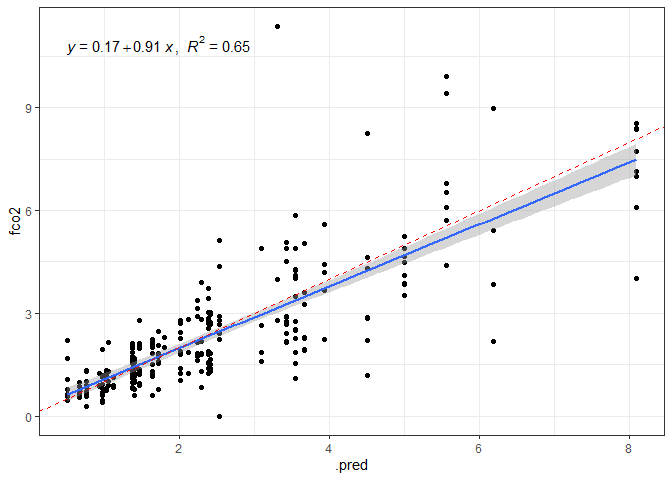 y = 0.17 + 0.91 x, R² = 0.65
9
6
3
0
fco2
2
4
6
8
.pred